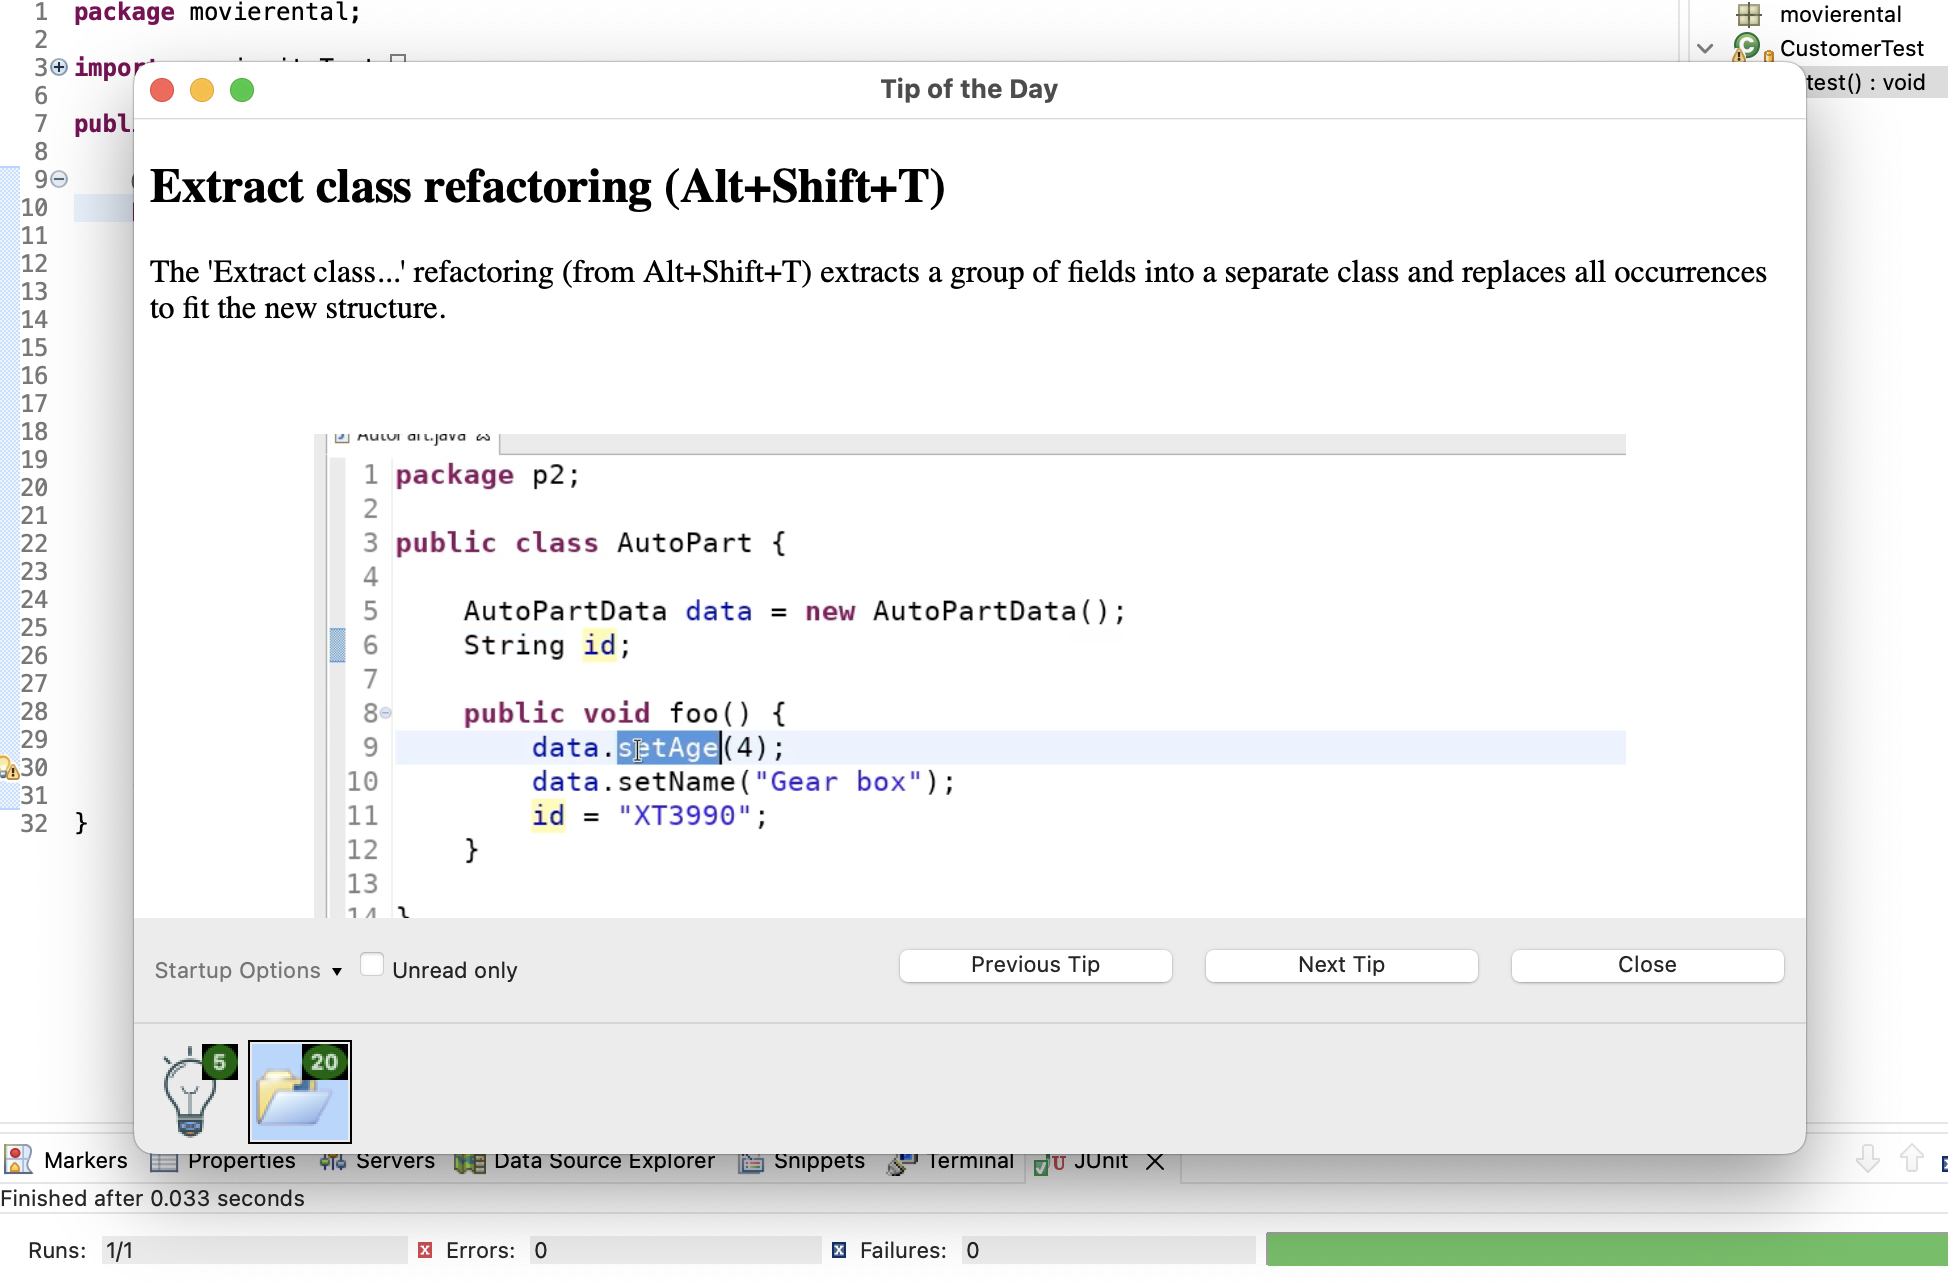 1 package movierental;
movierental
2
CustomerTest
3 impor
test() : void
6
Tip of the Day
7 publ
8
9
10
Extract class refactoring (Alt+Shift+T)
11
12
13
The 'Extract class...' refactoring (from Alt+Shift+T) extracts a group of fields into a separate class and replaces all occurrences
to fit the new structure.
14
15
16
17
18
19
20
21
22
23
24
25
26
27
28
29
30
31
32 }
AutoPart.java
1 package p2;
2
3 public class AutoPart {
4
5 AutoPartData data = new AutoPartData();
6 String id;
7
8 public void foo() {
9 data.setAge(4);
10 data.setName("Gear box");
11 id = "XT3990";
12 }
13
14 }
Startup Options
Unread only
Previous Tip
Next Tip
Close
5
20
Markers
Properties
Servers
Data Source Explorer
Snippets
Terminal
JUnit
Finished after 0.033 seconds
Runs: 1/1
Errors: 0
Failures: 0